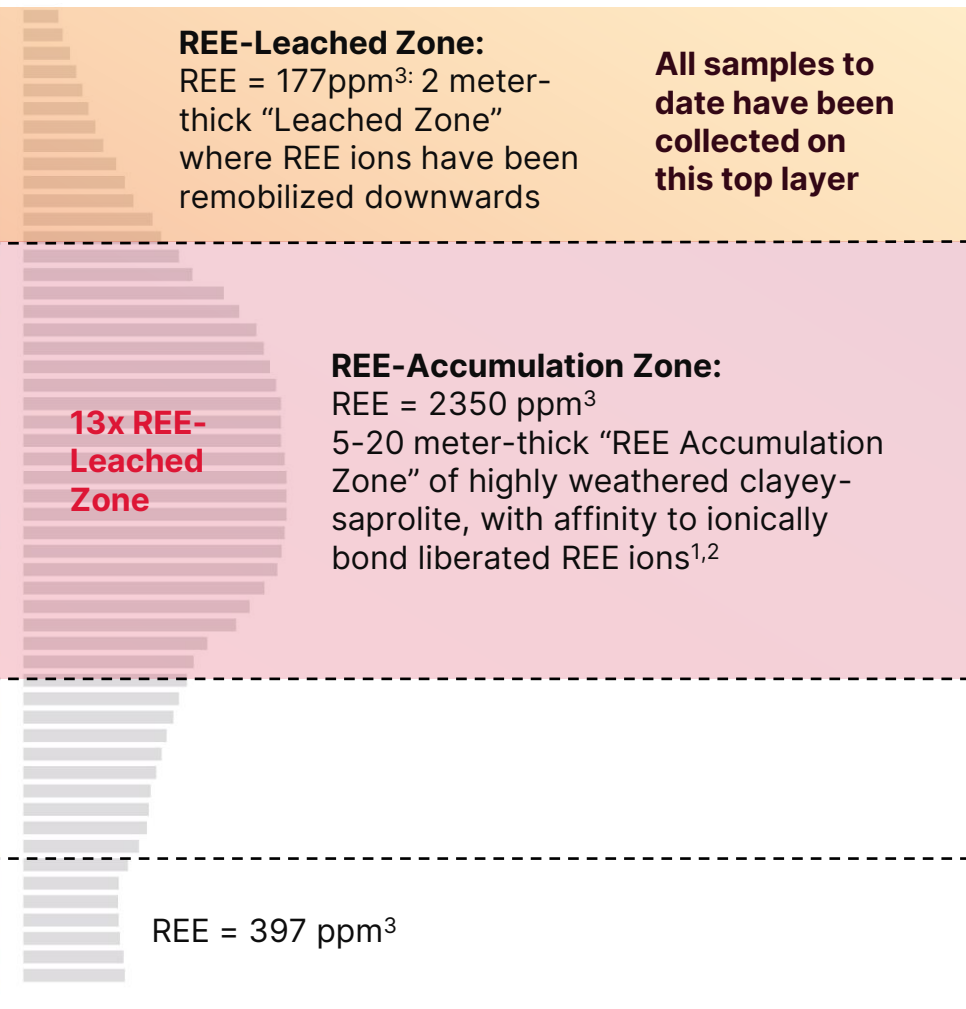 REE-Leached Zone:
REE = 177ppm³: 2 meter-
thick “Leached Zone”
where REE ions have been
remobilized downwards
All samples to
date have been
collected on
this top layer
13x REE-
Leached
Zone
REE-Accumulation Zone:
REE = 2350 ppm³
5-20 meter-thick “REE Accumulation
Zone” of highly weathered clayey-
saprolite, with affinity to ionically
bond liberated REE ions¹,²
REE = 397 ppm³